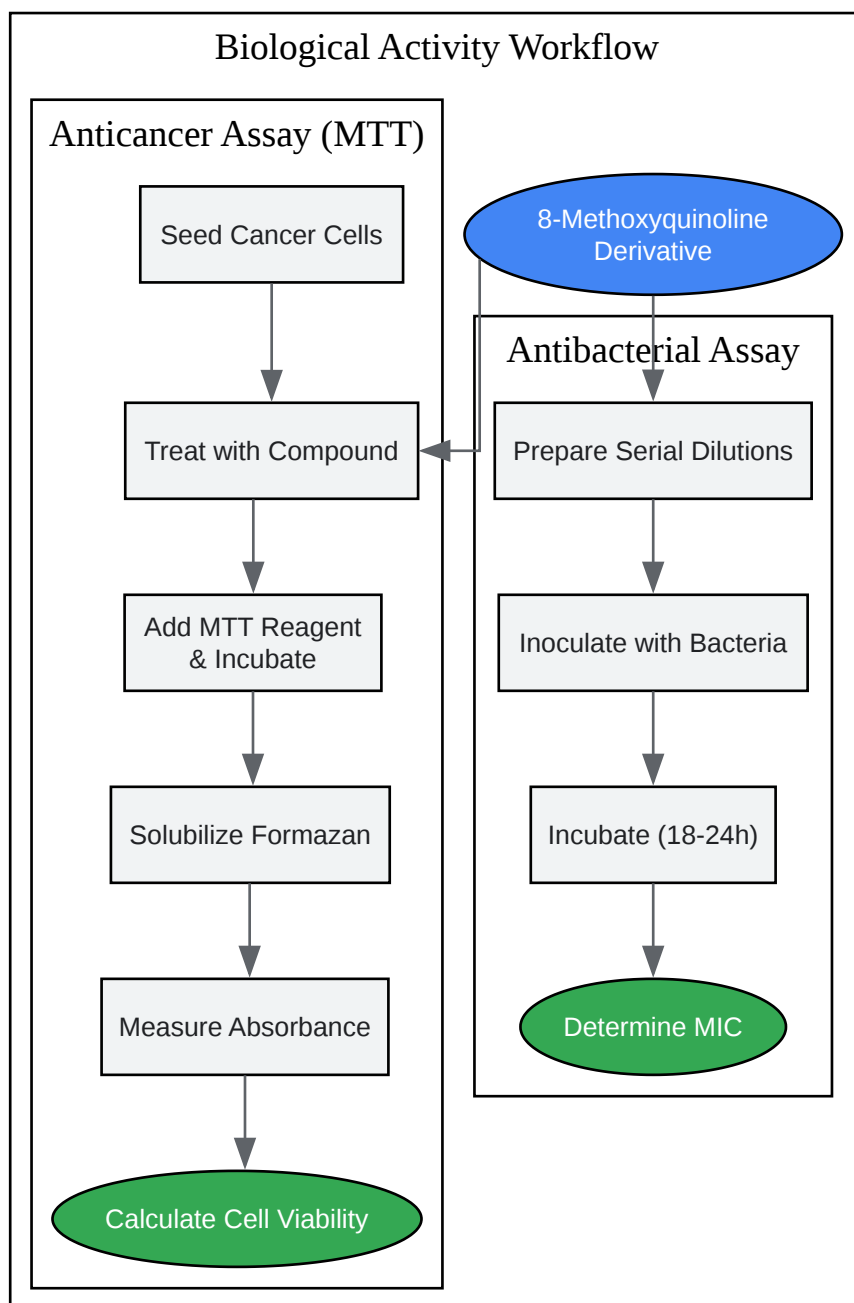 Biological Activity Workflow
Anticancer Assay (MTT)
Seed Cancer Cells
Treat with Compound
Add MTT Reagent
& Incubate
Solubilize Formazan
Measure Absorbance
Calculate Cell Viability
8-Methoxyquinoline
Derivative
Antibacterial Assay
Prepare Serial Dilutions
Inoculate with Bacteria
Incubate (18-24h)
Determine MIC